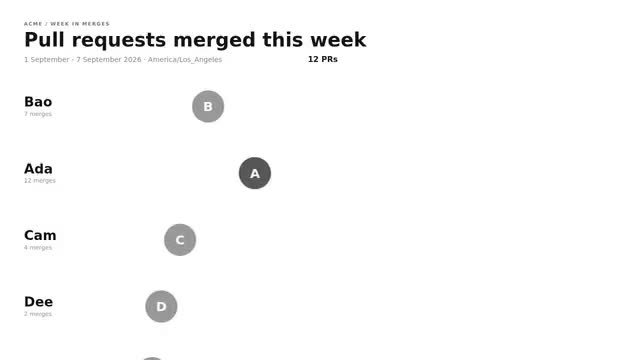 ACME / WEEK IN MERGES
Pull requests merged this week
1 September - 7 September 2026 · America/Los_Angeles
12 PRs
Bao
7 merges
B
Ada
12 merges
A
Cam
4 merges
C
Dee
2 merges
D